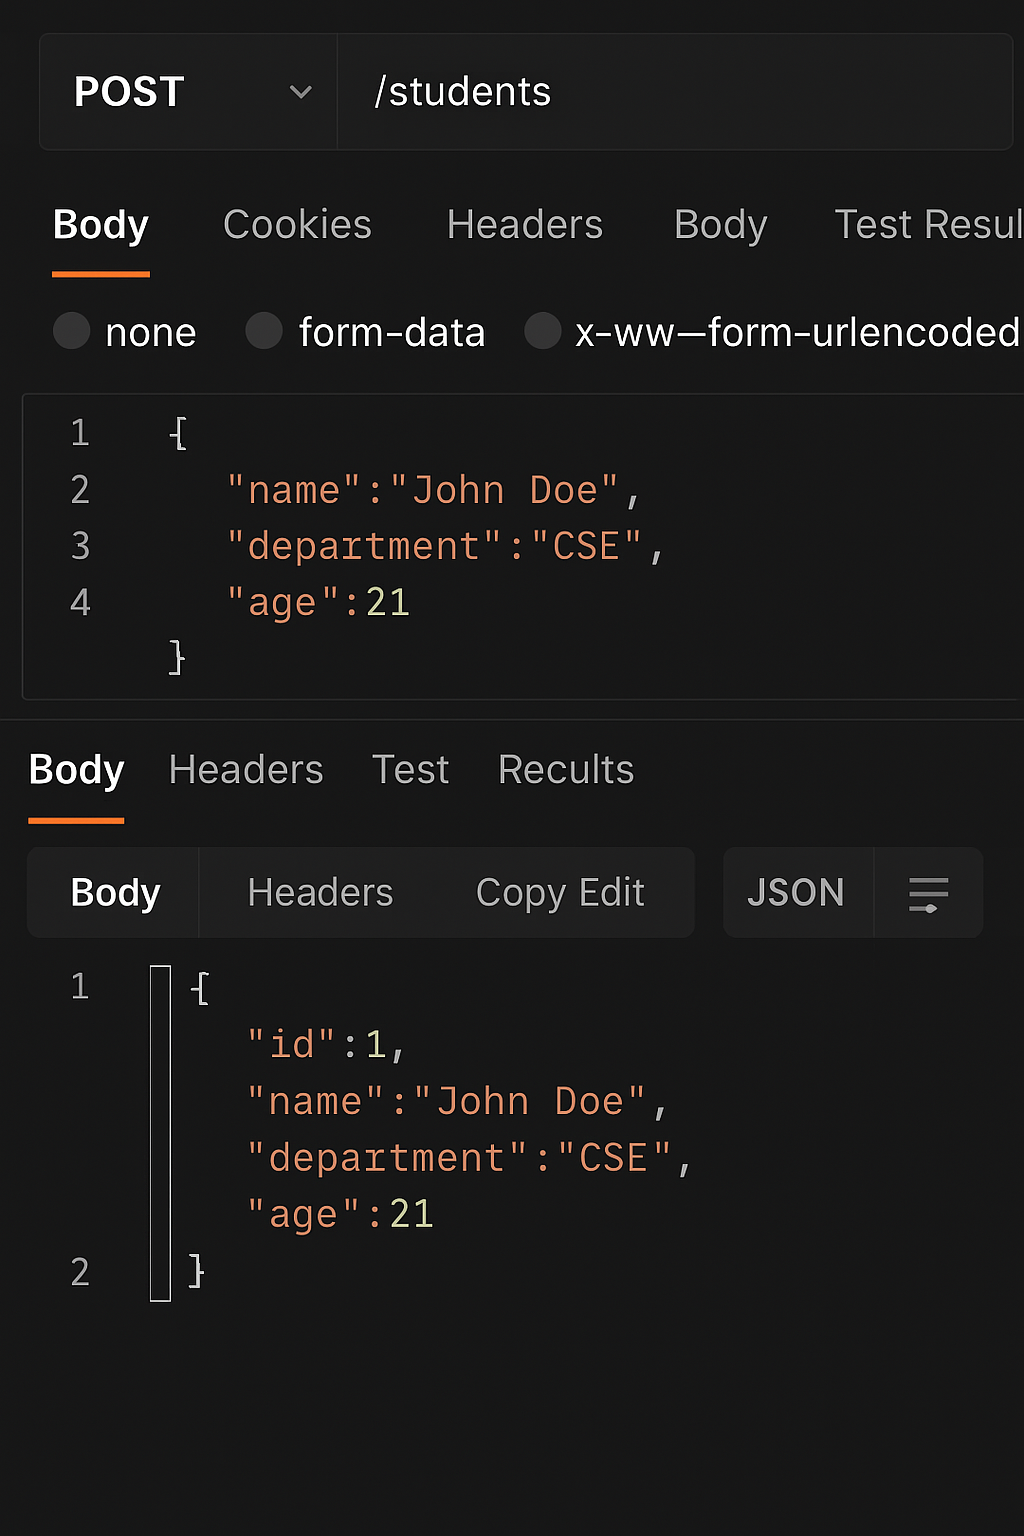 POST /students
Body Cookies Headers Body Test Resul
none form-data x-ww—form-urlencoded
1 {
2 "name":"John Doe",
3 "department":"CSE",
4 "age":21
}
Body Headers Test Recults
Body Headers Copy Edit JSON
1 {
"id":1,
"name":"John Doe",
"department":"CSE",
"age":21
2 }